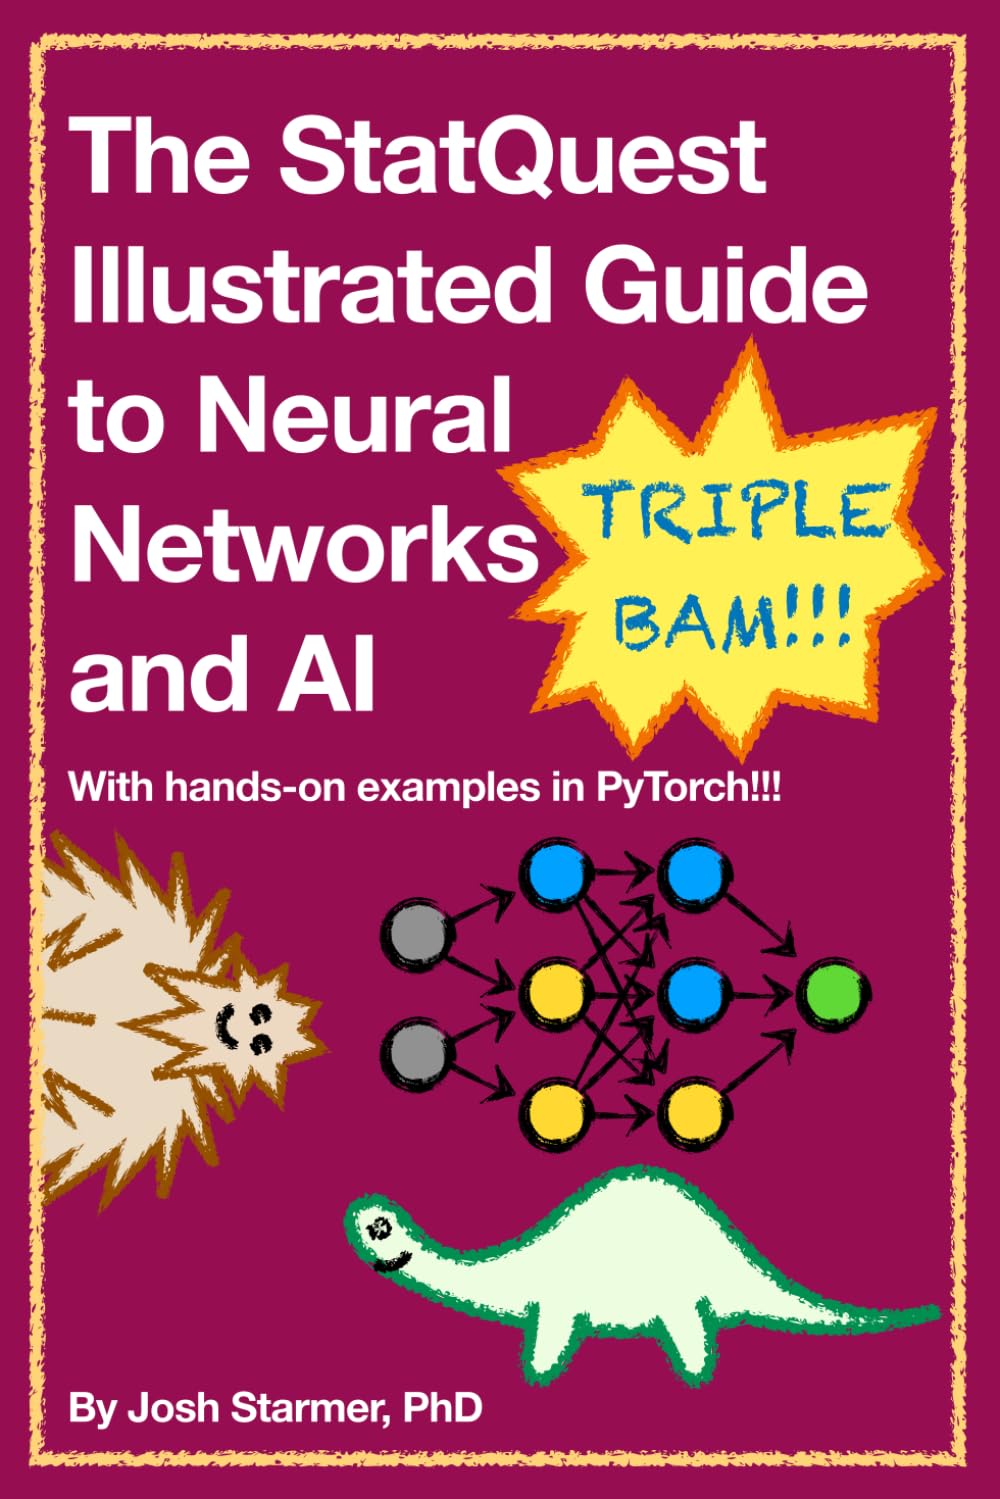 The StatQuest
Illustrated Guide
to Neural
Networks
and AI
TRIPLE
BAM!!!
With hands-on examples in PyTorch!!!
By Josh Starmer, PhD